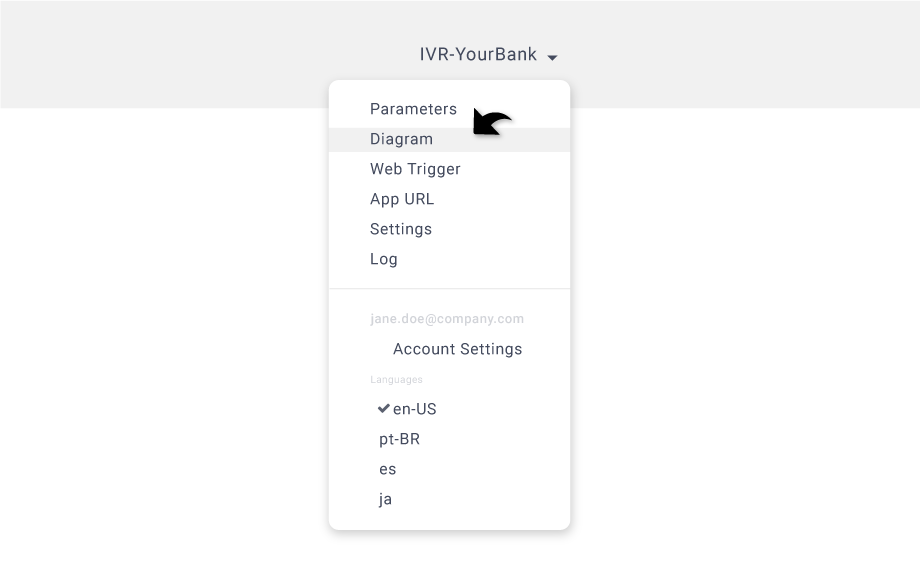 IVR-YourBank
Parameters
Diagram
Web Trigger
App URL
Settings
Log
jane.doe@company.com
Account Settings
Languages
en-US
pt-BR
es
ja